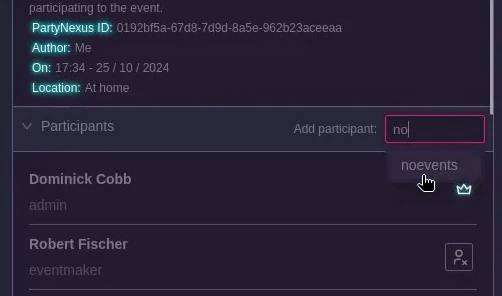 participating to the event.
PartyNexus ID: 0192bf5a-67d8-7d9d-8a5e-962b23aceeaa
Author: Me
On: 17:34 - 25 / 10 / 2024
Location: At home
Participants
Add participant: no
noevents
Dominick Cobb
admin
Robert Fischer
eventmaker